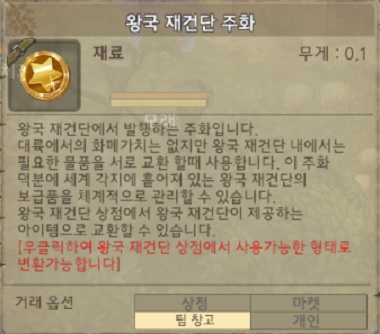 왕국 재건단 주화
재료
무게 : 0.1
모래
왕국 재건단에서 발행하는 주화입니다.
대륙에서의 화폐가치는 없지만 왕국 재건단 내에서는
필요한 물품을 서로 교환 할때 사용합니다. 이 주화
덕분에 세계 각지에 흩어져 있는 왕국 재건단의
보급품을 체계적으로 관리할 수 있습니다.
왕국 재건단 상점에서 왕국 재건단이 제공하는
아이템으로 교환할 수 있습니다.
[우클릭하여 왕국 재건단 상점에서 사용가능한 형태로
변환가능합니다]
거래 옵션
상점
마켓
팀 창고
개인